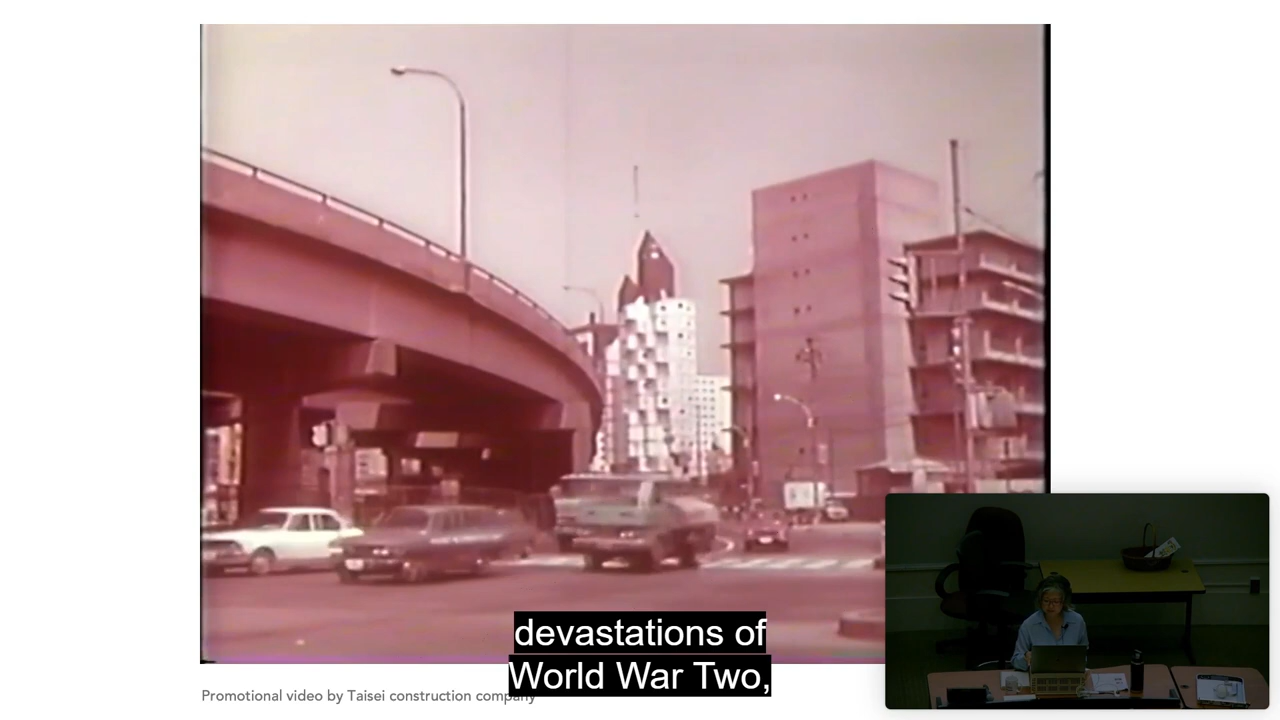 devastations of
World War Two,
Promotional video by Taisei construction company